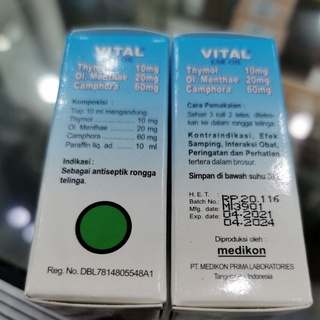 VITAL
EAR OIL
Thymol 10mg
Ol. Menthae 20mg
Camphora 60mg
Komposisi :
Tiap 10 ml mengandung
Thymol ... 10 mg
Ol. Menthae ... 20 mg
Camphora ... 60 mg
Paraffin liq. ad. ... 10 ml
Indikasi :
Sebagai antiseptik rongga
telinga.
Reg. No. DBL7814805548A1
VITAL
EAR OIL
Thymol 10mg
Ol. Menthae 20mg
Camphora 60mg
Cara Pemakaian :
Sehari 3 kali 2 tetes, diteteskan
ke dalam rongga telinga.
Kontraindikasi, Efek
Samping, Interaksi Obat,
Peringatan dan Perhatian
tertera dalam brosur.
Simpan di bawah suhu
H. E. T. RP.20.116
Batch No. MI3901
Mfg. date 04.2021
Exp. date 04.2024
Diproduksi oleh :
medikon
PT. MEDIKON PRIMA LABORATORIES
Tangerang - Indonesia